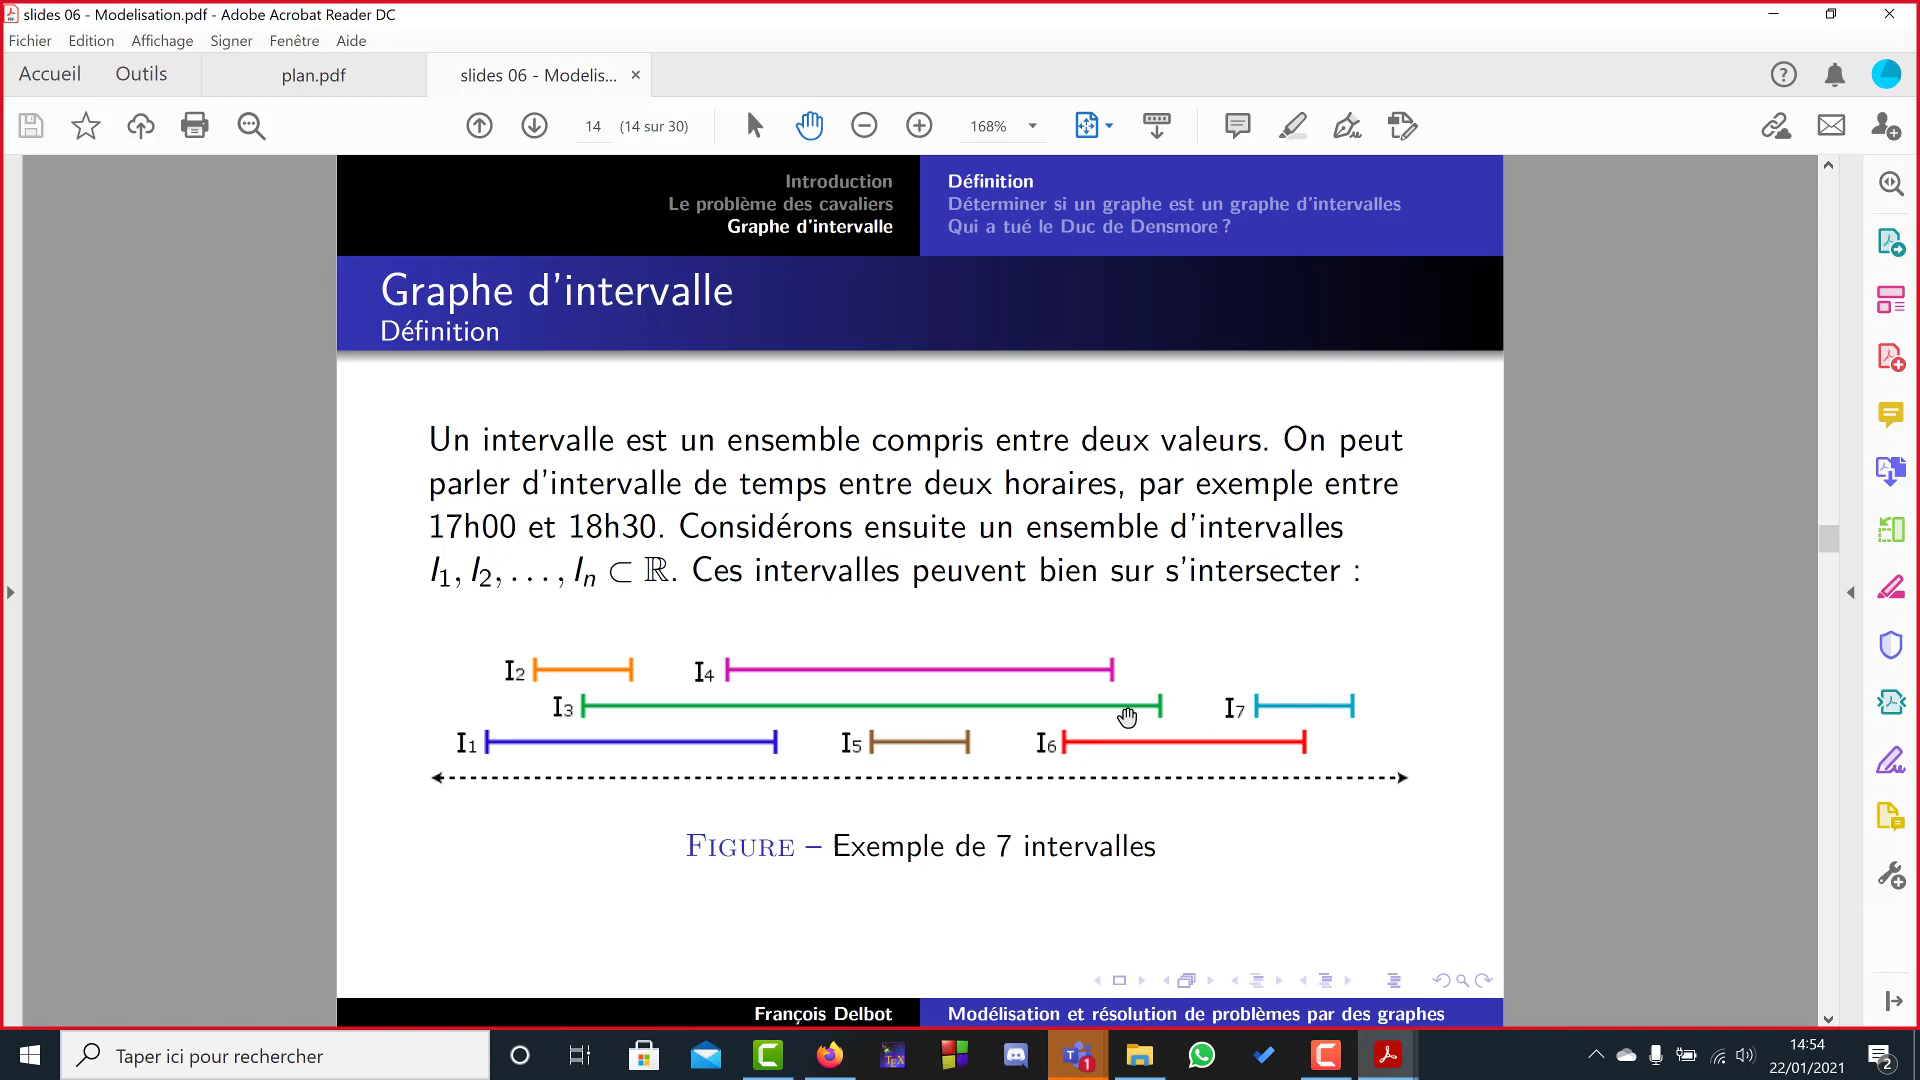 slides 06 - Modelisation.pdf - Adobe Acrobat Reader DC
Fichier Edition Affichage Signer Fenêtre Aide
Accueil Outils plan.pdf slides 06 - Modelis... ×
14 (14 sur 30) 168%
Introduction
Le problème des cavaliers
Graphe d'intervalle
Définition
Déterminer si un graphe est un graphe d'intervalles
Qui a tué le Duc de Densmore ?
Graphe d'intervalle
Définition
Un intervalle est un ensemble compris entre deux valeurs. On peut
parler d'intervalle de temps entre deux horaires, par exemple entre
17h00 et 18h30. Considérons ensuite un ensemble d'intervalles
I1, I2, . . . , In ⊂ ℝ. Ces intervalles peuvent bien sur s'intersecter :
I2 I4
I3 I7
I1 I5 I6
Figure – Exemple de 7 intervalles
François Delbot Modélisation et résolution de problèmes par des graphes
Taper ici pour rechercher
14:54
22/01/2021